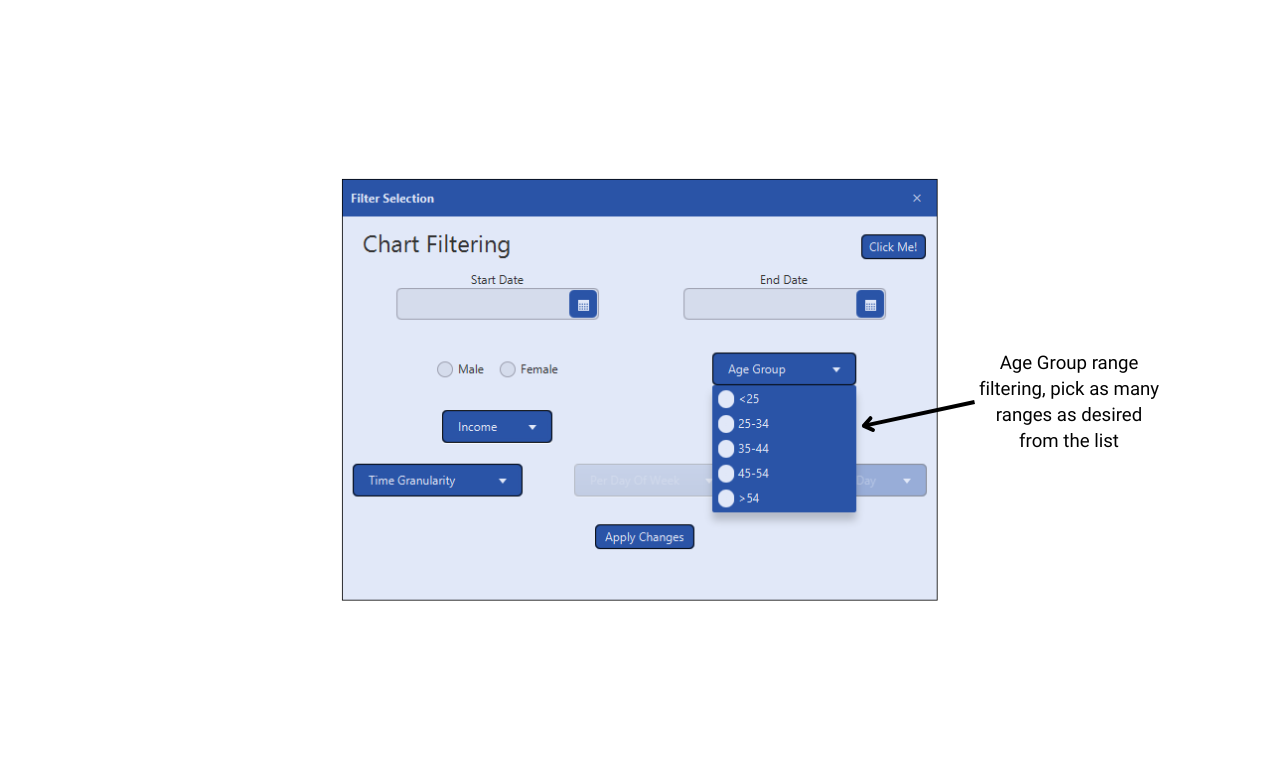 Filter Selection
Chart Filtering
Click Me!
Start Date
End Date
Male
Female
Age Group
<25
25-34
35-44
45-54
>54
Income
Time Granularity
Per Day Of Week
Day
Apply Changes
Age Group range
filtering, pick as many
ranges as desired
from the list